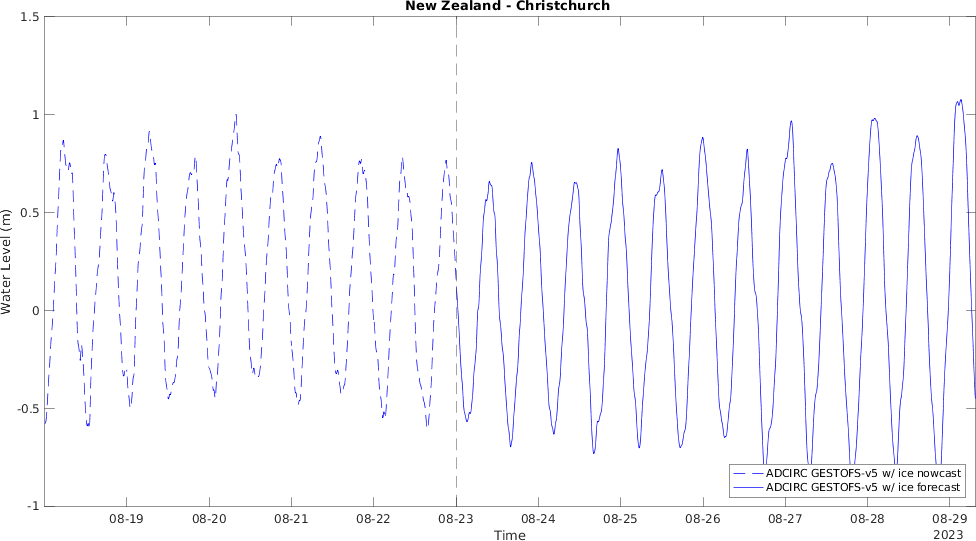 New Zealand - Christchurch
1.5
1
0.5
0
-0.5
-1
Water Level (m)
ADCIRC GESTOFS-v5 w/ ice nowcast
ADCIRC GESTOFS-v5 w/ ice forecast
08-19 08-20 08-21 08-22 08-23 08-24 08-25 08-26 08-27 08-28 08-29
2023
Time